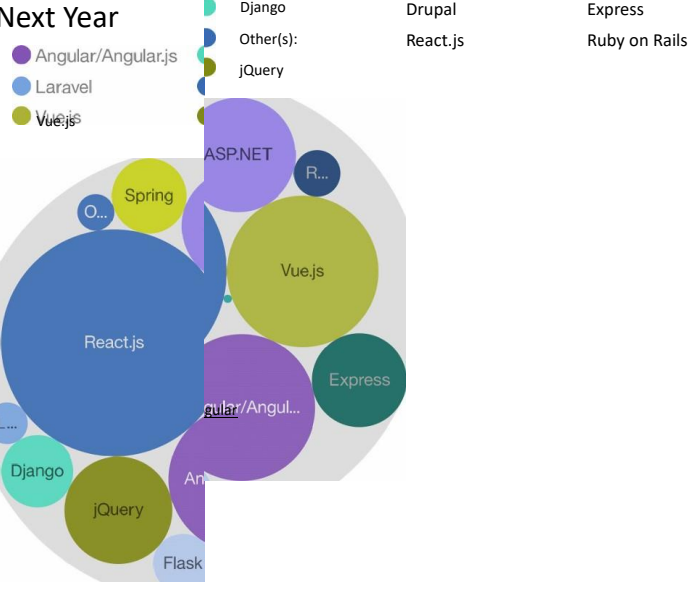 Next Year
Django Drupal Express
Other(s): React.js Ruby on Rails
jQuery
Angular/Angular.js
Laravel
Vue.js
ASP.NET
R...
Spring
O...
Vue.js
React.js
Express
gular/Angul...
gular
L...
Django
An
jQuery
Flask